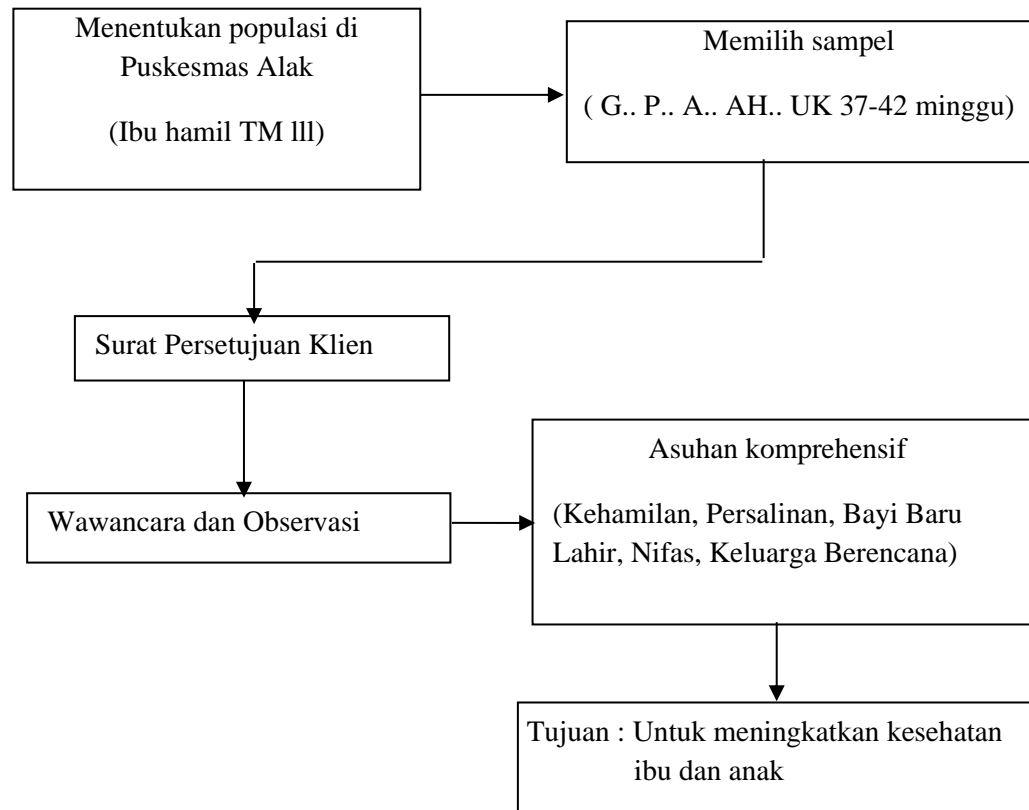 Menentukan populasi di
Puskesmas Alak
(Ibu hamil TM lll)
Memilih sampel
( G.. P.. A.. AH.. UK 37-42 minggu)
Surat Persetujuan Klien
Wawancara dan Observasi
Asuhan komprehensif
(Kehamilan, Persalinan, Bayi Baru
Lahir, Nifas, Keluarga Berencana)
Tujuan : Untuk meningkatkan kesehatan
ibu dan anak